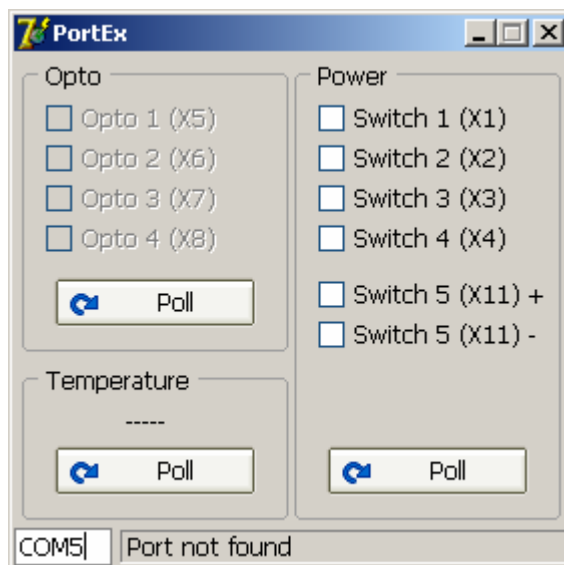 PortEx
Opto
Opto 1 (X5)
Opto 2 (X6)
Opto 3 (X7)
Opto 4 (X8)
Poll
Temperature
-----
Poll
Power
Switch 1 (X1)
Switch 2 (X2)
Switch 3 (X3)
Switch 4 (X4)
Switch 5 (X11) +
Switch 5 (X11) -
Poll
COM5
Port not found